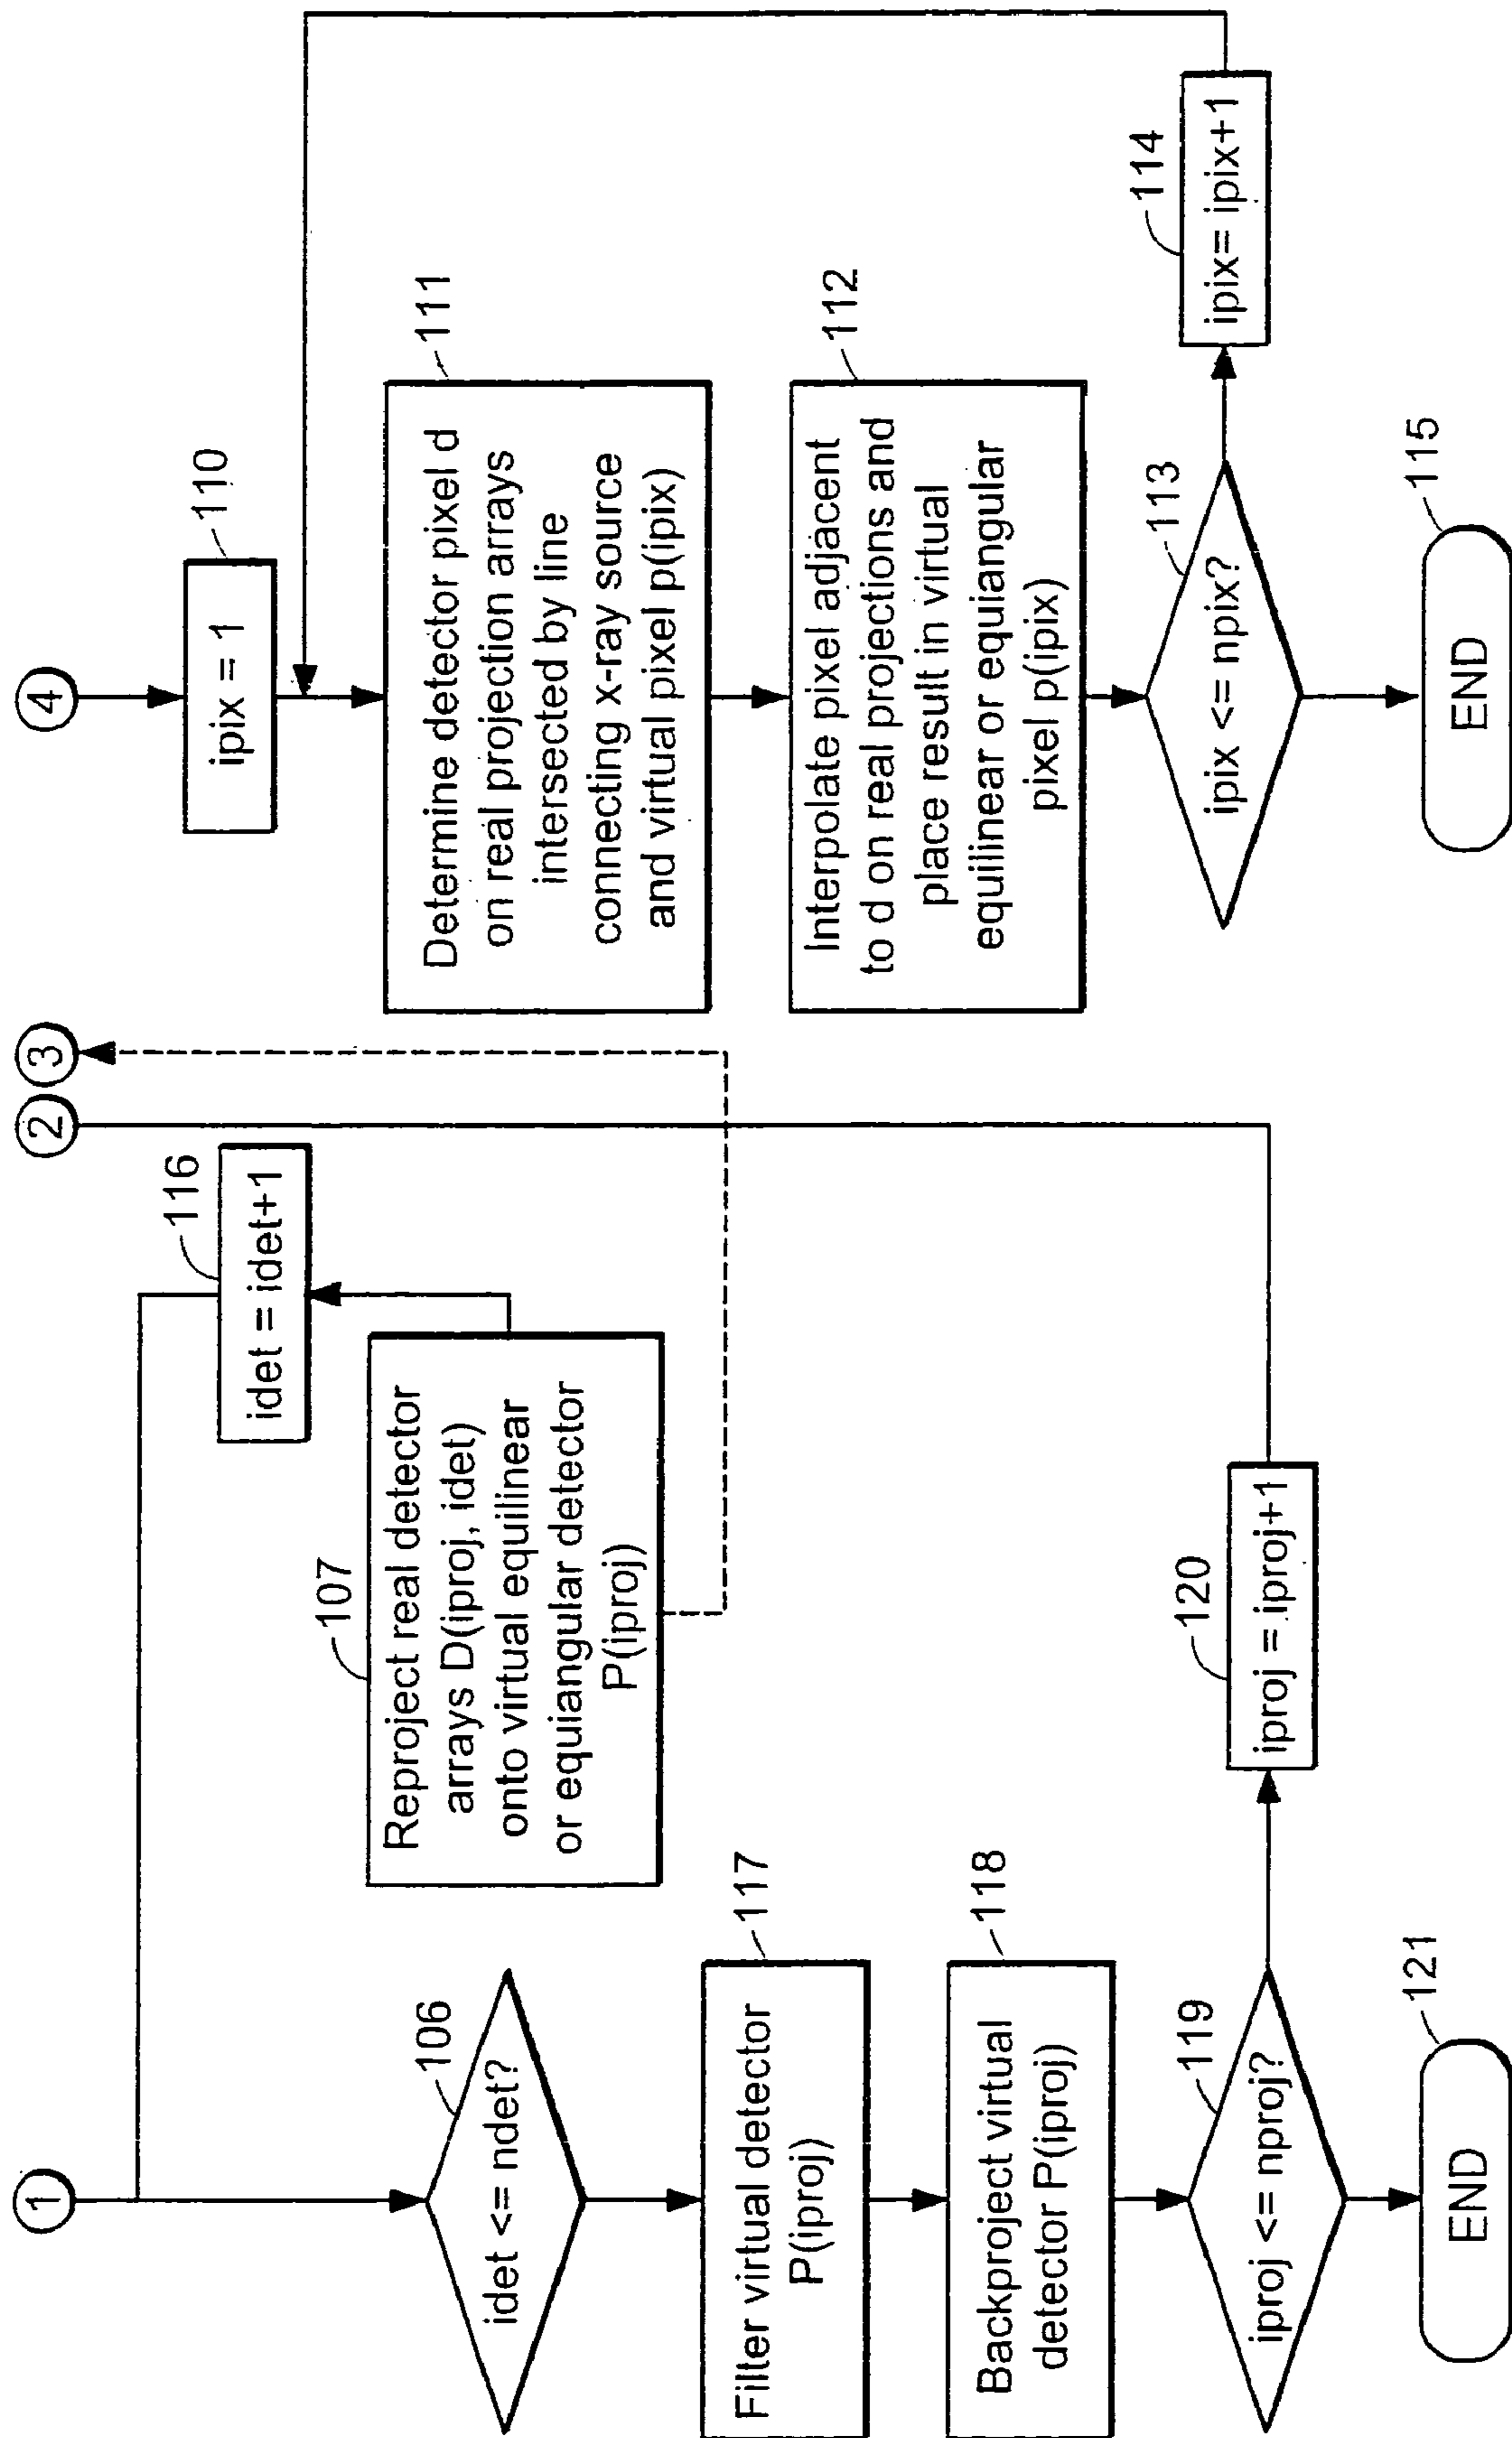 1
106
idet <= ndet?
116
idet = idet+1
107
Reproject real detector
arrays D(iproj, idet)
onto virtual equilinear
or equiangular detector
P(iproj)
117
Filter virtual detector
P(iproj)
118
Backproject virtual
detector P(iproj)
119
iproj <= nproj?
120
iproj = iproj+1
121
END
2
3
4
110
ipix = 1
111
Determine detector pixel d
on real projection arrays
intersected by line
connecting x-ray source
and virtual pixel p(ipix)
112
Interpolate pixel adjacent
to d on real projections and
place result in virtual
equilinear or equiangular
pixel p(ipix)
113
ipix <= npix?
114
ipix= ipix+1
115
END